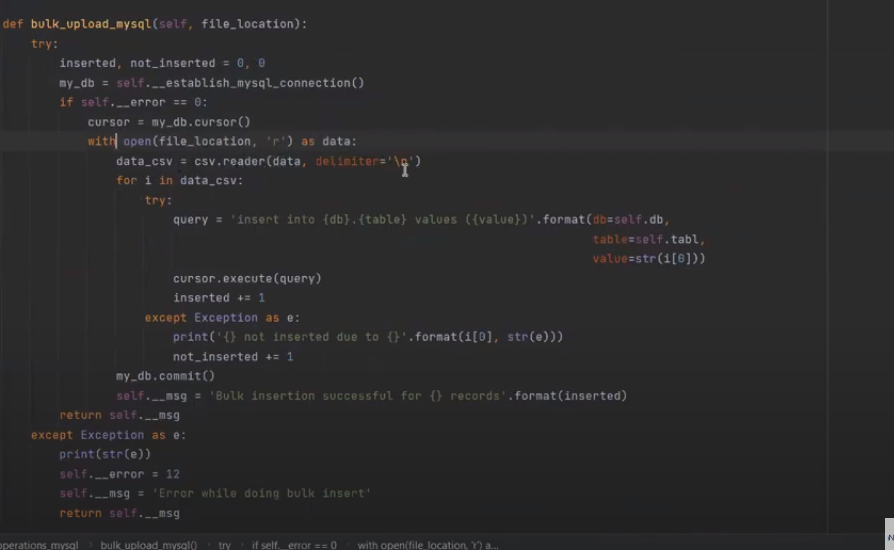 def bulk_upload_mysql(self, file_location):
try:
inserted, not_inserted = 0, 0
my_db = self.__establish_mysql_connection()
if self.__error == 0:
cursor = my_db.cursor()
with open(file_location, 'r') as data:
data_csv = csv.reader(data, delimiter='\n')
for i in data_csv:
try:
query = 'insert into {db}.{table} values ({value})'.format(db=self.db,
table=self.tabl,
value=str(i[0]))
cursor.execute(query)
inserted += 1
except Exception as e:
print('{} not inserted due to {}'.format(i[0], str(e)))
not_inserted += 1
my_db.commit()
self.__msg = 'Bulk insertion successful for {} records'.format(inserted)
return self.__msg
except Exception as e:
print(str(e))
self.__error = 12
self.__msg = 'Error while doing bulk insert'
return self.__msg
operations_mysql › bulk_upload_mysql() › try › if self.__error == 0 › with open(file_location, 'r') a...